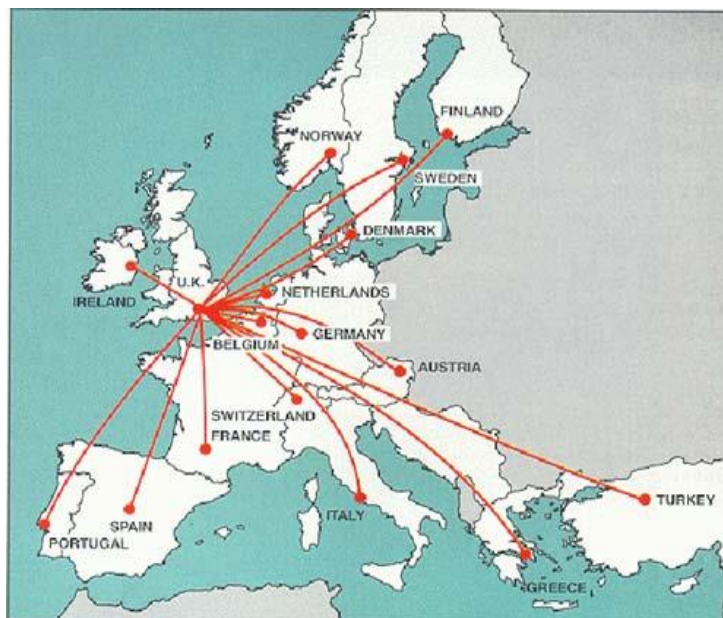 FINLAND
NORWAY
SWEDEN
DENMARK
U.K.
NETHERLANDS
IRELAND
GERMANY
BELGIUM
AUSTRIA
SWITZERLAND
FRANCE
TURKEY
SPAIN
ITALY
PORTUGAL
GREECE